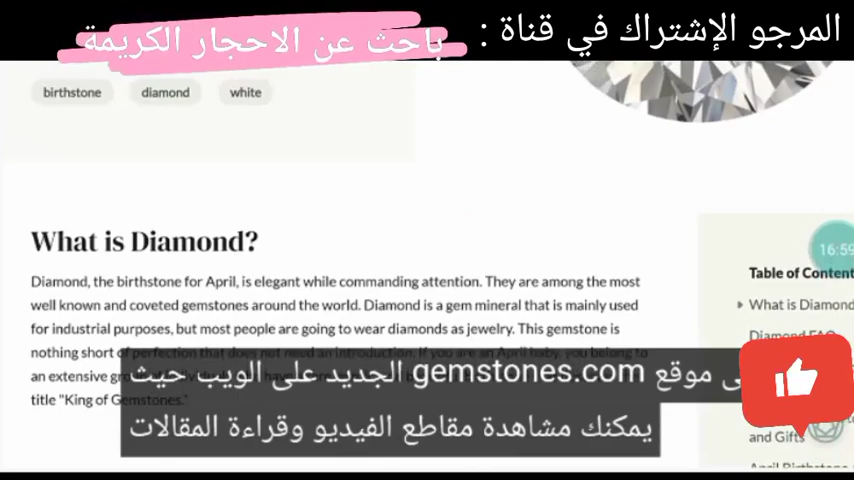 المرجو الإشتراك في قناة :
باحث عن الاحجار الكريمة
birthstone
diamond
white
What is Diamond?
Diamond, the birthstone for April, is elegant while commanding attention. They are among the most
well known and coveted gemstones around the world. Diamond is a gem mineral that is mainly used
for industrial purposes, but most people are going to wear diamonds as jewelry. This gemstone is
nothing short of perfection that does not need an introduction. If you are an April baby, you belong to
an extensive
title "King of Gemstones."
16:59
Table of Content
What is Diamond
Diamond FAQ
and Gifts
April Birthstone
موقع gemstones.com الجديد على الويب حيث
يمكنك مشاهدة مقاطع الفيديو وقراءة المقالات